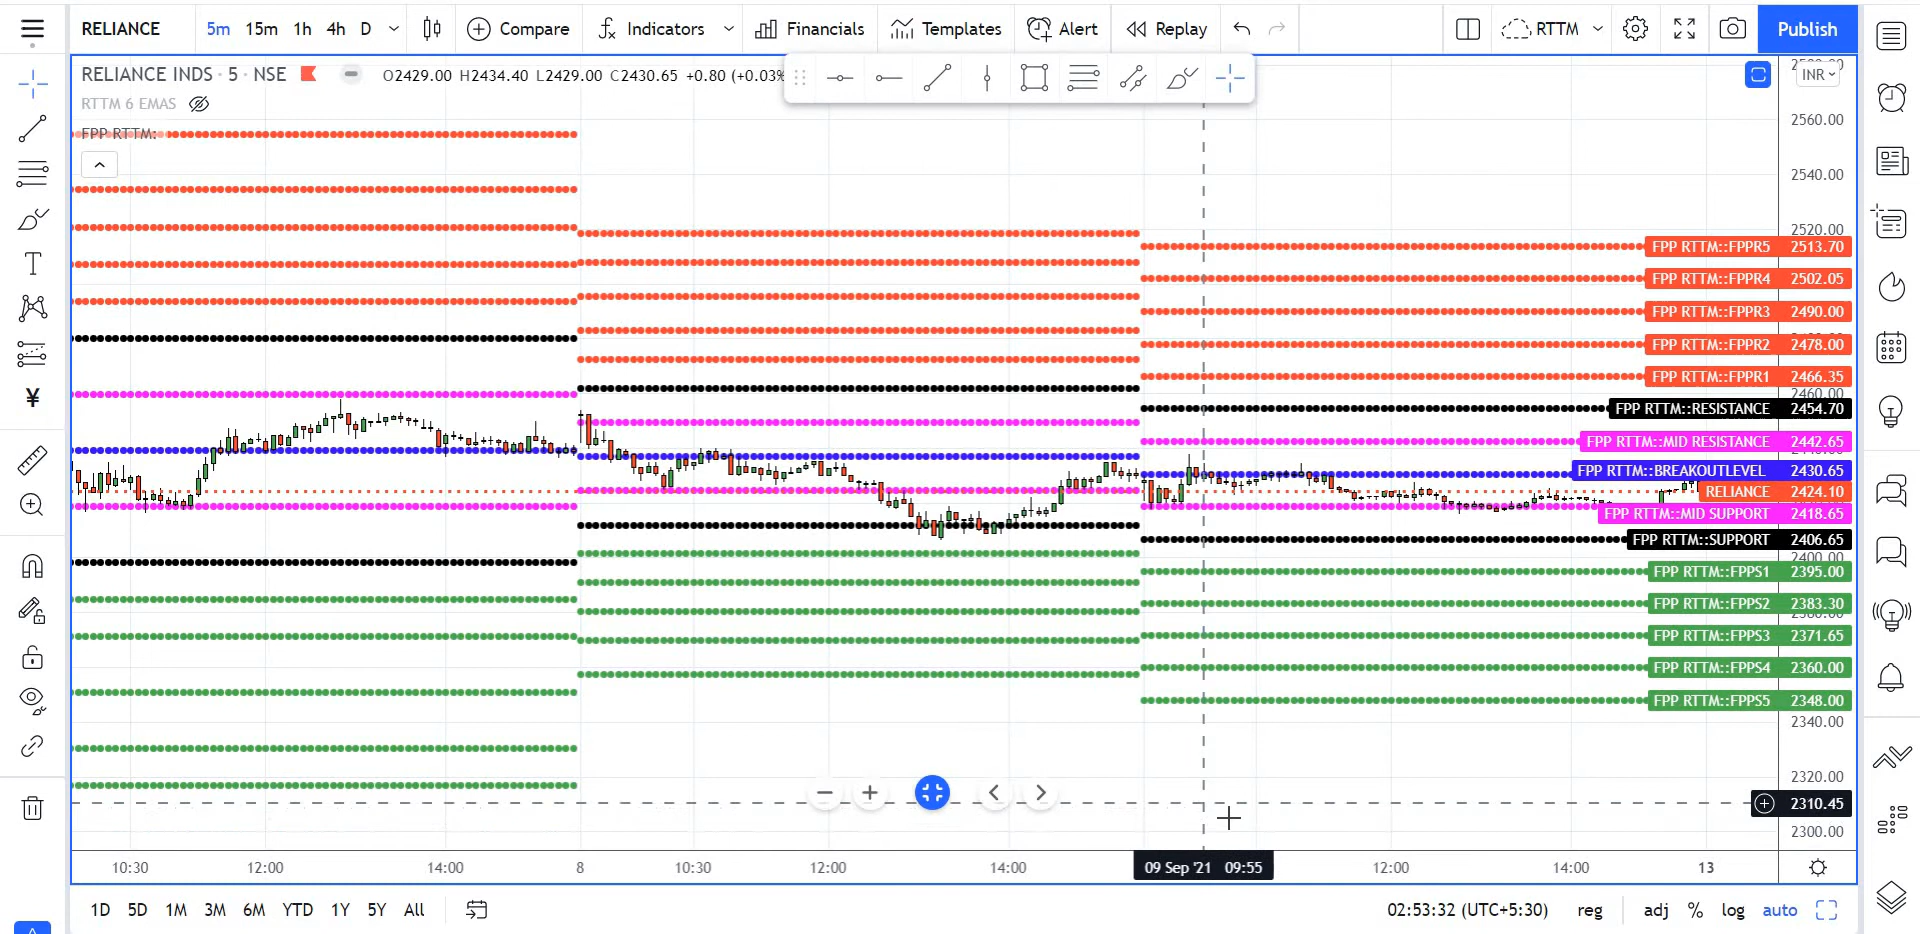 RELIANCE 5m 15m 1h 4h D Compare Indicators Financials Templates Alert Replay RTTM Publish
RELIANCE INDS · 5 · NSE O2429.00 H2434.40 L2429.00 C2430.65 +0.80 (+0.03%
INR
RTTM 6 EMAS
FPP RTTM:
2560.00
2540.00
2520.00
FPP RTTM::FPPR5 2513.70
FPP RTTM::FPPR4 2502.05
FPP RTTM::FPPR3 2490.00
FPP RTTM::FPPR2 2478.00
FPP RTTM::FPPR1 2466.35
2460.00
FPP RTTM::RESISTANCE 2454.70
FPP RTTM::MID RESISTANCE 2442.65
FPP RTTM::BREAKOUTLEVEL 2430.65
RELIANCE 2424.10
FPP RTTM::MID SUPPORT 2418.65
FPP RTTM::SUPPORT 2406.65
2400.00
FPP RTTM::FPPS1 2395.00
FPP RTTM::FPPS2 2383.30
FPP RTTM::FPPS3 2371.65
FPP RTTM::FPPS4 2360.00
FPP RTTM::FPPS5 2348.00
2340.00
2320.00
2310.45
2300.00
10:30 12:00 14:00 8 10:30 12:00 14:00 09 Sep '21 09:55 12:00 14:00 13
1D 5D 1M 3M 6M YTD 1Y 5Y All 02:53:32 (UTC+5:30) reg adj % log auto